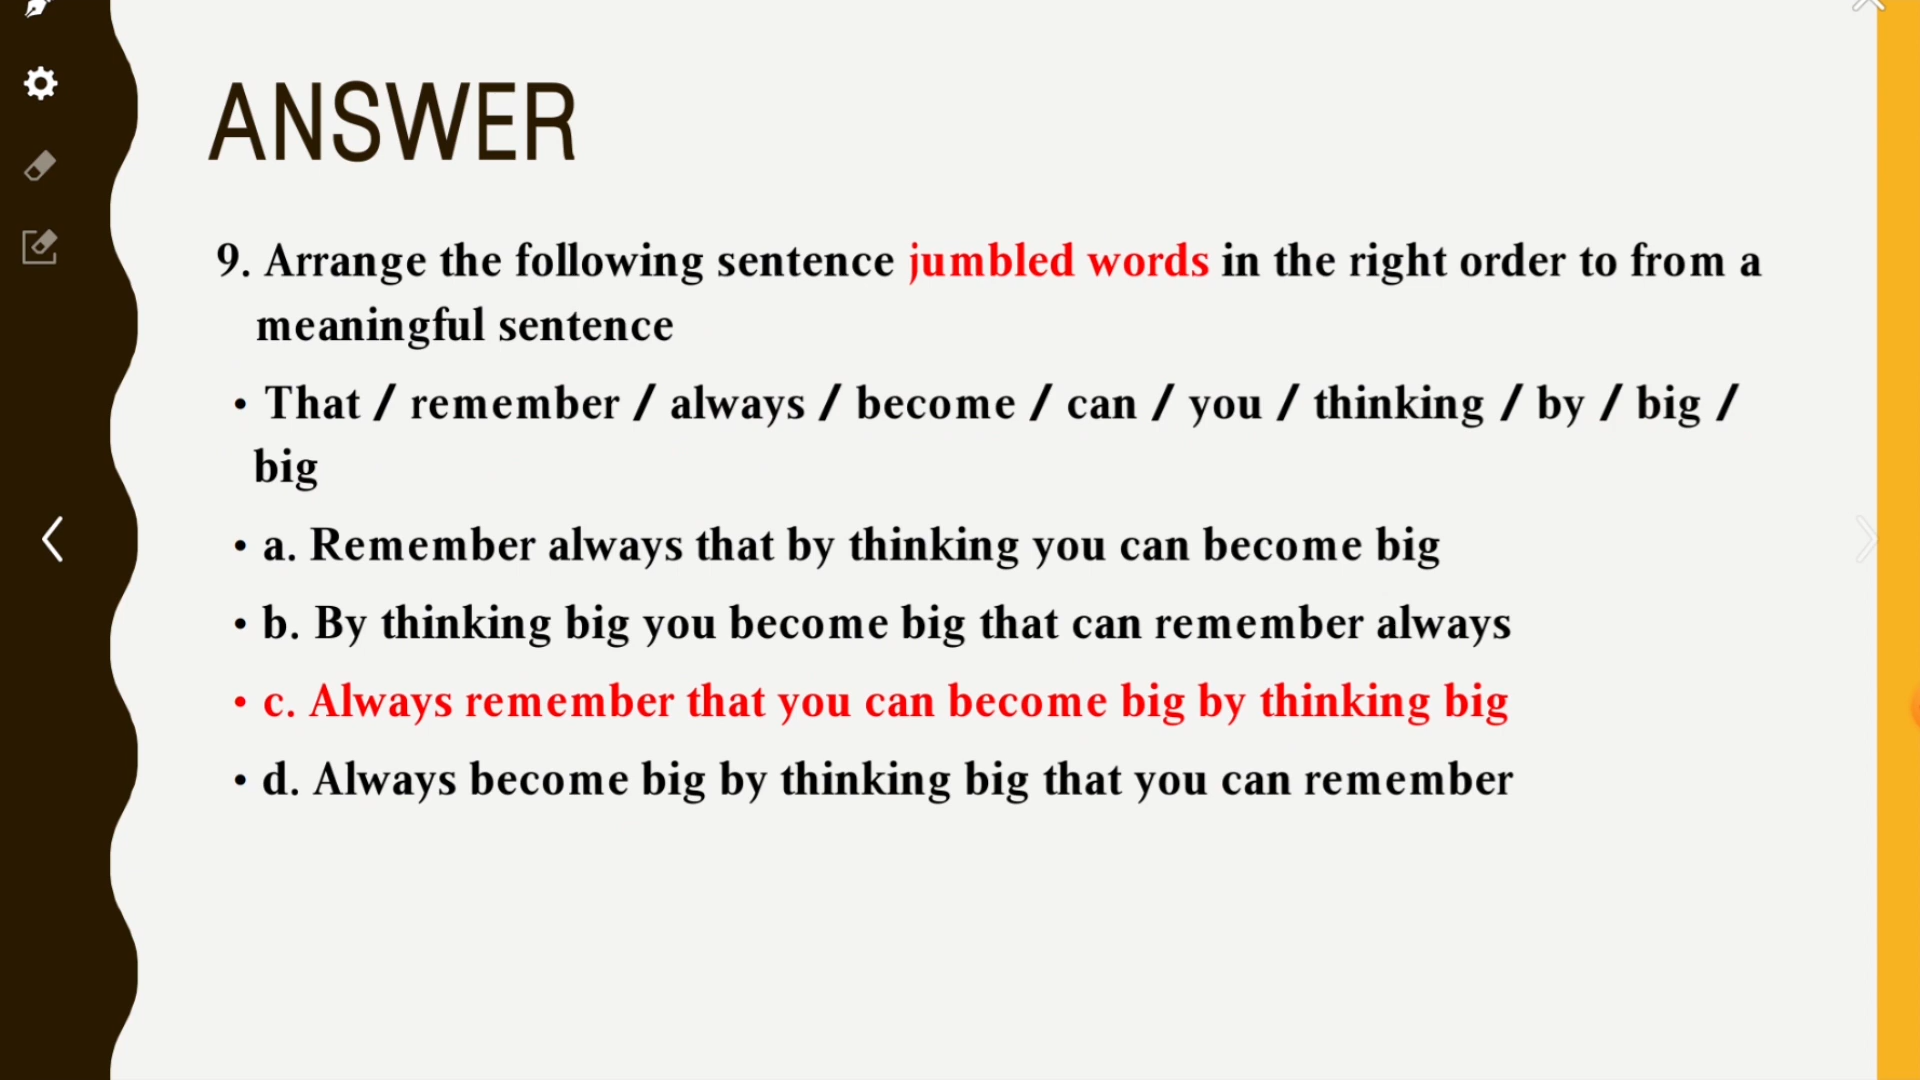 ANSWER
9. Arrange the following sentence jumbled words in the right order to from a
meaningful sentence
• That / remember / always / become / can / you / thinking / by / big /
big
• a. Remember always that by thinking you can become big
• b. By thinking big you become big that can remember always
• c. Always remember that you can become big by thinking big
• d. Always become big by thinking big that you can remember